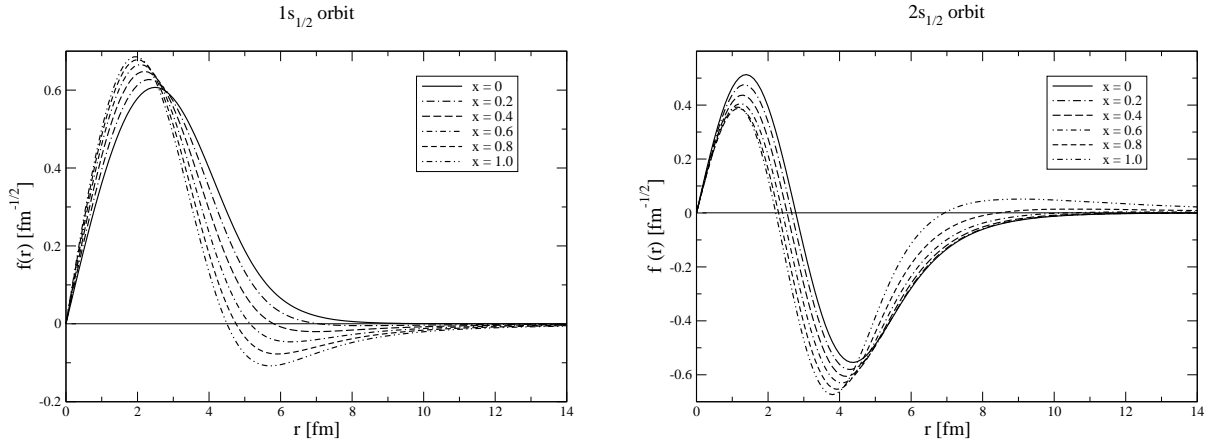 1s1/2 orbit
f(r) [fm-1/2]
0.6
0.4
0.2
0
-0.2
x = 0
x = 0.2
x = 0.4
x = 0.6
x = 0.8
x = 1.0
0 2 4 6 8 10 12 14
r [fm]
2s1/2 orbit
f (r) [fm-1/2]
0.4
0.2
0
-0.2
-0.4
-0.6
x = 0
x = 0.2
x = 0.4
x = 0.6
x = 0.8
x = 1.0
0 2 4 6 8 10 12 14
r [fm]